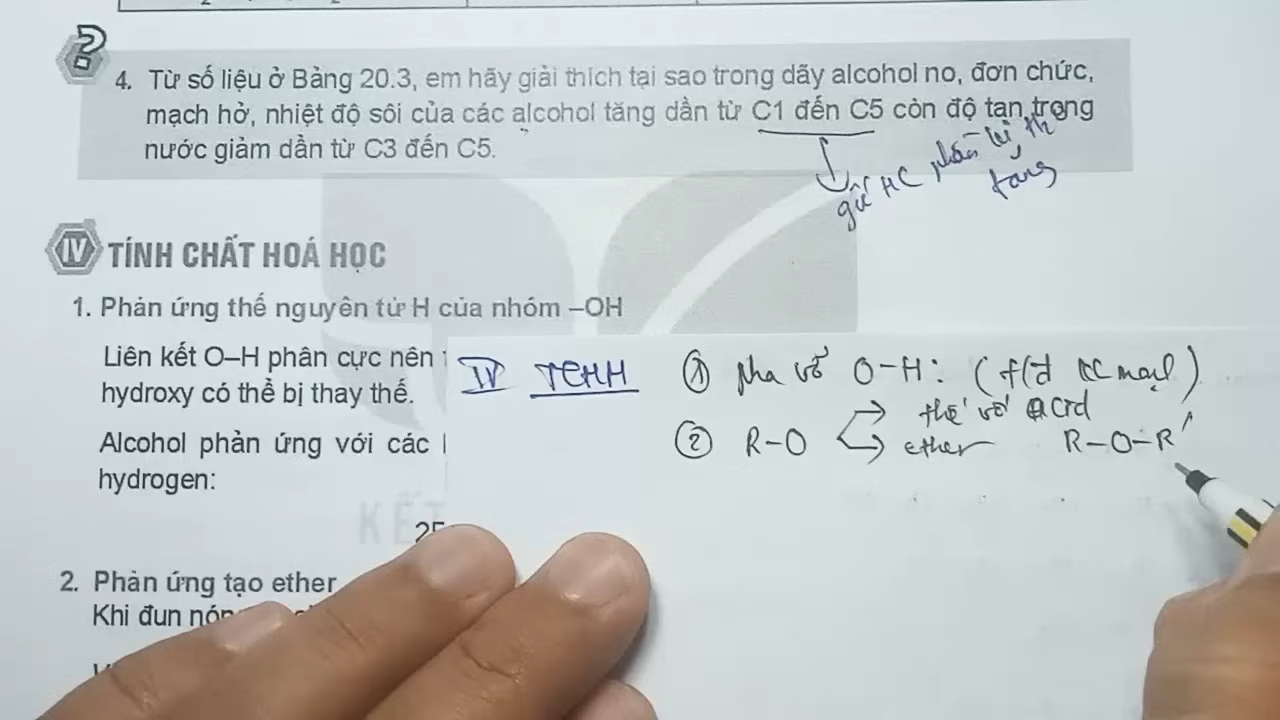 4. Từ số liệu ở Bảng 20.3, em hãy giải thích tại sao trong dãy alcohol no, đơn chức,
mạch hở, nhiệt độ sôi của các alcohol tăng dần từ C1 đến C5 còn độ tan trong
nước giảm dần từ C3 đến C5.
tăng
IV TÍNH CHẤT HOÁ HỌC
1. Phản ứng thế nguyên tử H của nhóm –OH
Liên kết O–H phân cực nên
hydroxy có thể bị thay thế.
Alcohol phản ứng với các
hydrogen:
IV TCHH
① pha vỡ O-H: (t/d KL mạnh)
② R-O
thế với acid
ether R-O-R'
2. Phản ứng tạo ether
Khi đun nóng